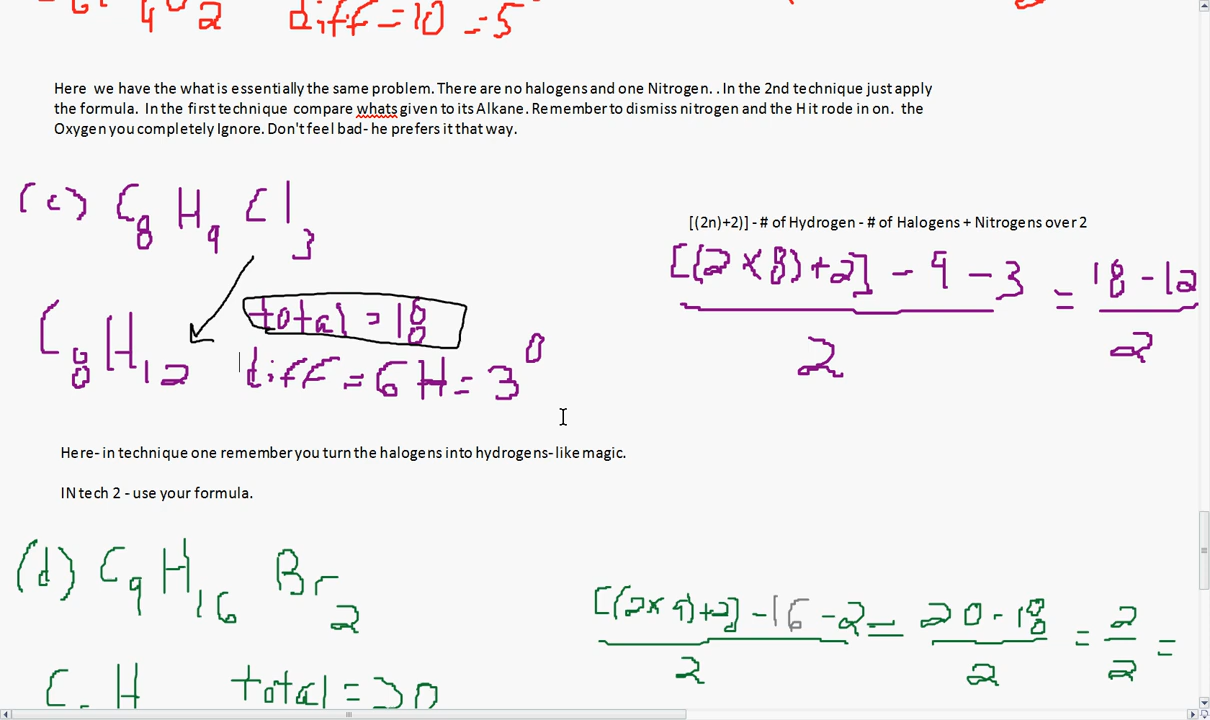 4 2 diff = 10 = 5°
Here we have the what is essentially the same problem. There are no halogens and one Nitrogen. . In the 2nd technique just apply
the formula. In the first technique compare whats given to its Alkane. Remember to dismiss nitrogen and the H it rode in on. the
Oxygen you completely Ignore. Don't feel bad- he prefers it that way.
(c) C8 H9 Cl3
[(2n)+2)] - # of Hydrogen - # of Halogens + Nitrogens over 2
[(2×8)+2] - 9 - 3 = 18 - 12
2 2
C8 H12 total = 18
diff = 6 H = 3°
Here- in technique one remember you turn the halogens into hydrogens- like magic.
IN tech 2 - use your formula.
(d) C9 H16 Br2
[(2×9)+2] - 16 - 2 = 20 - 18 = 2 =
2 2 2
C H total = 20